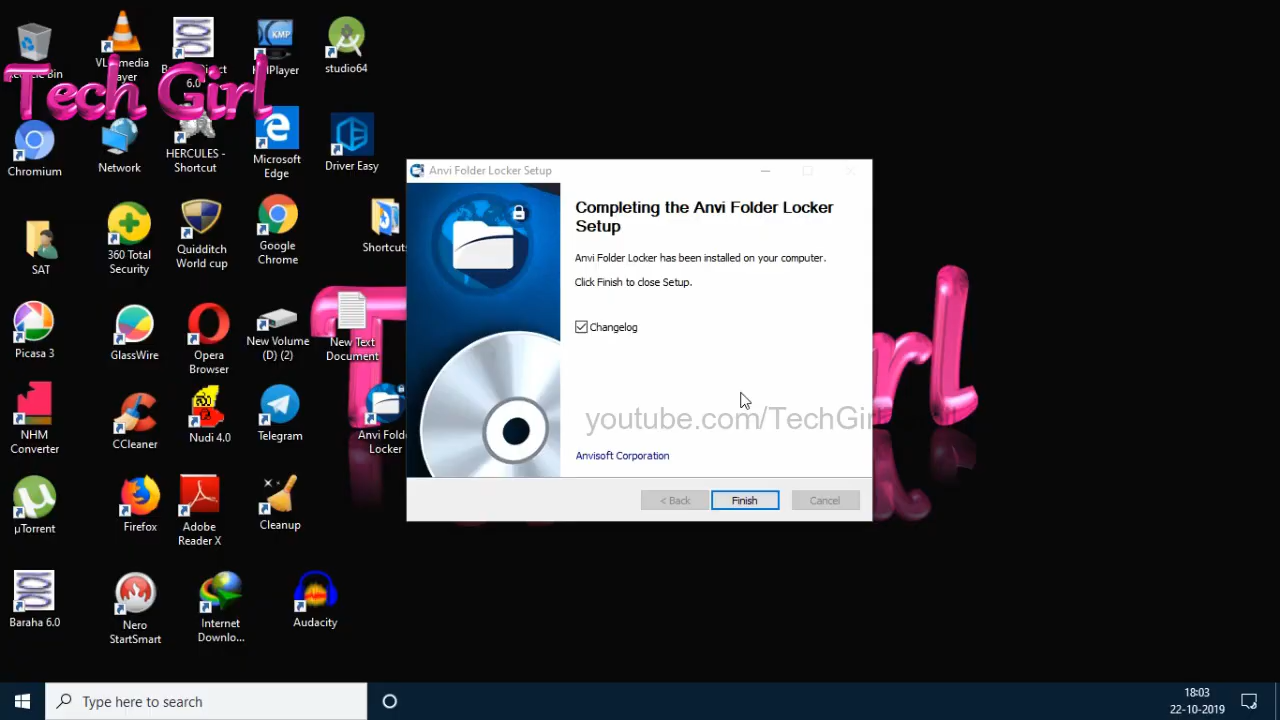 Recycle Bin
VLC media
player
Baraha Direct
6.0
KMPlayer
studio64
Tech Girl
Chromium
Network
HERCULES -
Shortcut
Microsoft
Edge
Driver Easy
SAT
360 Total
Security
Quidditch
World cup
Google
Chrome
Shortcuts
Picasa 3
GlassWire
Opera
Browser
New Volume
(D) (2)
New Text
Document
NHM
Converter
CCleaner
Nudi 4.0
Telegram
Anvi Folder
Locker
µTorrent
Firefox
Adobe
Reader X
Cleanup
Baraha 6.0
Nero
StartSmart
Internet
Downlo...
Audacity
Anvi Folder Locker Setup
Completing the Anvi Folder Locker
Setup
Anvi Folder Locker has been installed on your computer.
Click Finish to close Setup.
Changelog
youtube.com/TechGirl
Anvisoft Corporation
< Back
Finish
Cancel
KMP
Type here to search
18:03
22-10-2019